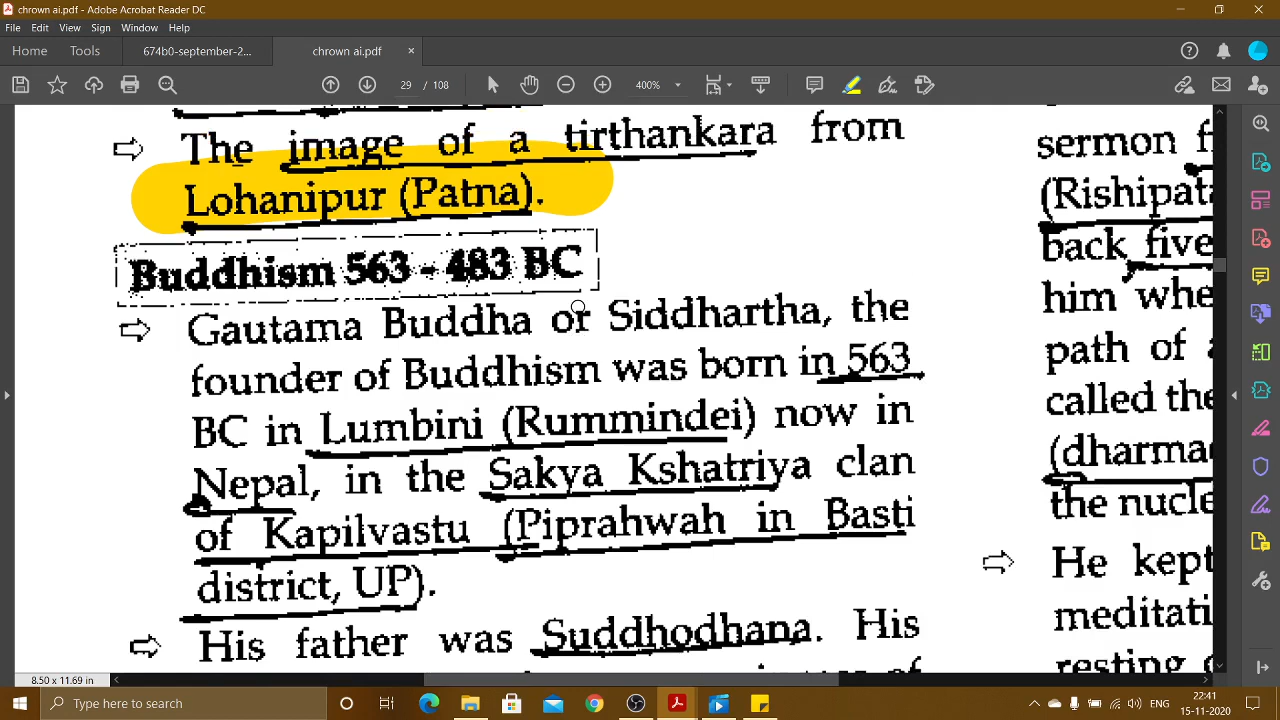 chrown ai.pdf - Adobe Acrobat Reader DC
File Edit View Sign Window Help
Home Tools 674b0-september-2... chrown ai.pdf ×
29 / 108 400%
The image of a tirthankara from
Lohanipur (Patna).
Buddhism 563 - 483 BC
Gautama Buddha or Siddhartha, the
founder of Buddhism was born in 563
BC in Lumbini (Rummindei) now in
Nepal, in the Sakya Kshatriya clan
of Kapilvastu (Piprahwah in Basti
district, UP).
His father was Suddhodhana. His
sermon
(Rishipat
back five
him whe
path of
called the
(dharma
the nucle
He kept
meditati
resting
8.50 x 11.69 in
Type here to search
22:41
15-11-2020